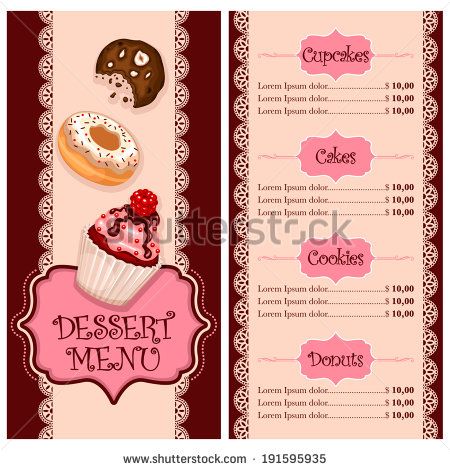 DESSERT
MENU
Cupcakes
Lorem Ipsum dolor.....................$ 10,00
Lorem Ipsum dolor.....................$ 10,00
Lorem Ipsum dolor.....................$ 10,00
Cakes
Lorem Ipsum dolor.....................$ 10,00
Lorem Ipsum dolor.....................$ 10,00
Lorem Ipsum dolor.....................$ 10,00
Cookies
Lorem Ipsum dolor.....................$ 10,00
Lorem Ipsum dolor.....................$ 10,00
Lorem Ipsum dolor.....................$ 10,00
Donuts
Lorem Ipsum dolor.....................$ 10,00
Lorem Ipsum dolor.....................$ 10,00
Lorem Ipsum dolor.....................$ 10,00
shutterstock
www.shutterstock.com · 191595935